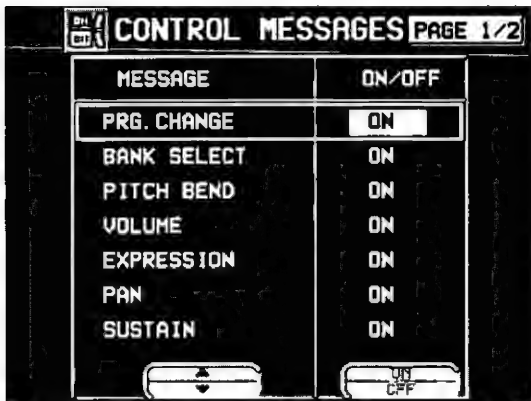 CONTROL MESSAGES PAGE 1/2
MESSAGE ON/OFF
PRG. CHANGE ON
BANK SELECT ON
PITCH BEND ON
VOLUME ON
EXPRESSION ON
PAN ON
SUSTAIN ON
ON
OFF